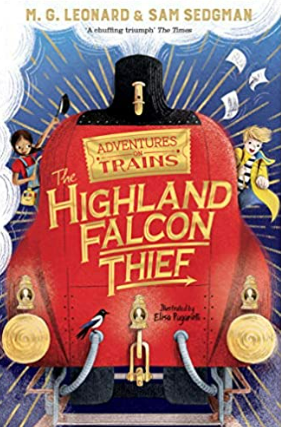 M. G. LEONARD & SAM SEDGMAN
'A chuffing triumph' The Times
ADVENTURES
ON
TRAINS
The
HIGHLAND
FALCON
THIEF
Illustrated by
Elisa Paganelli